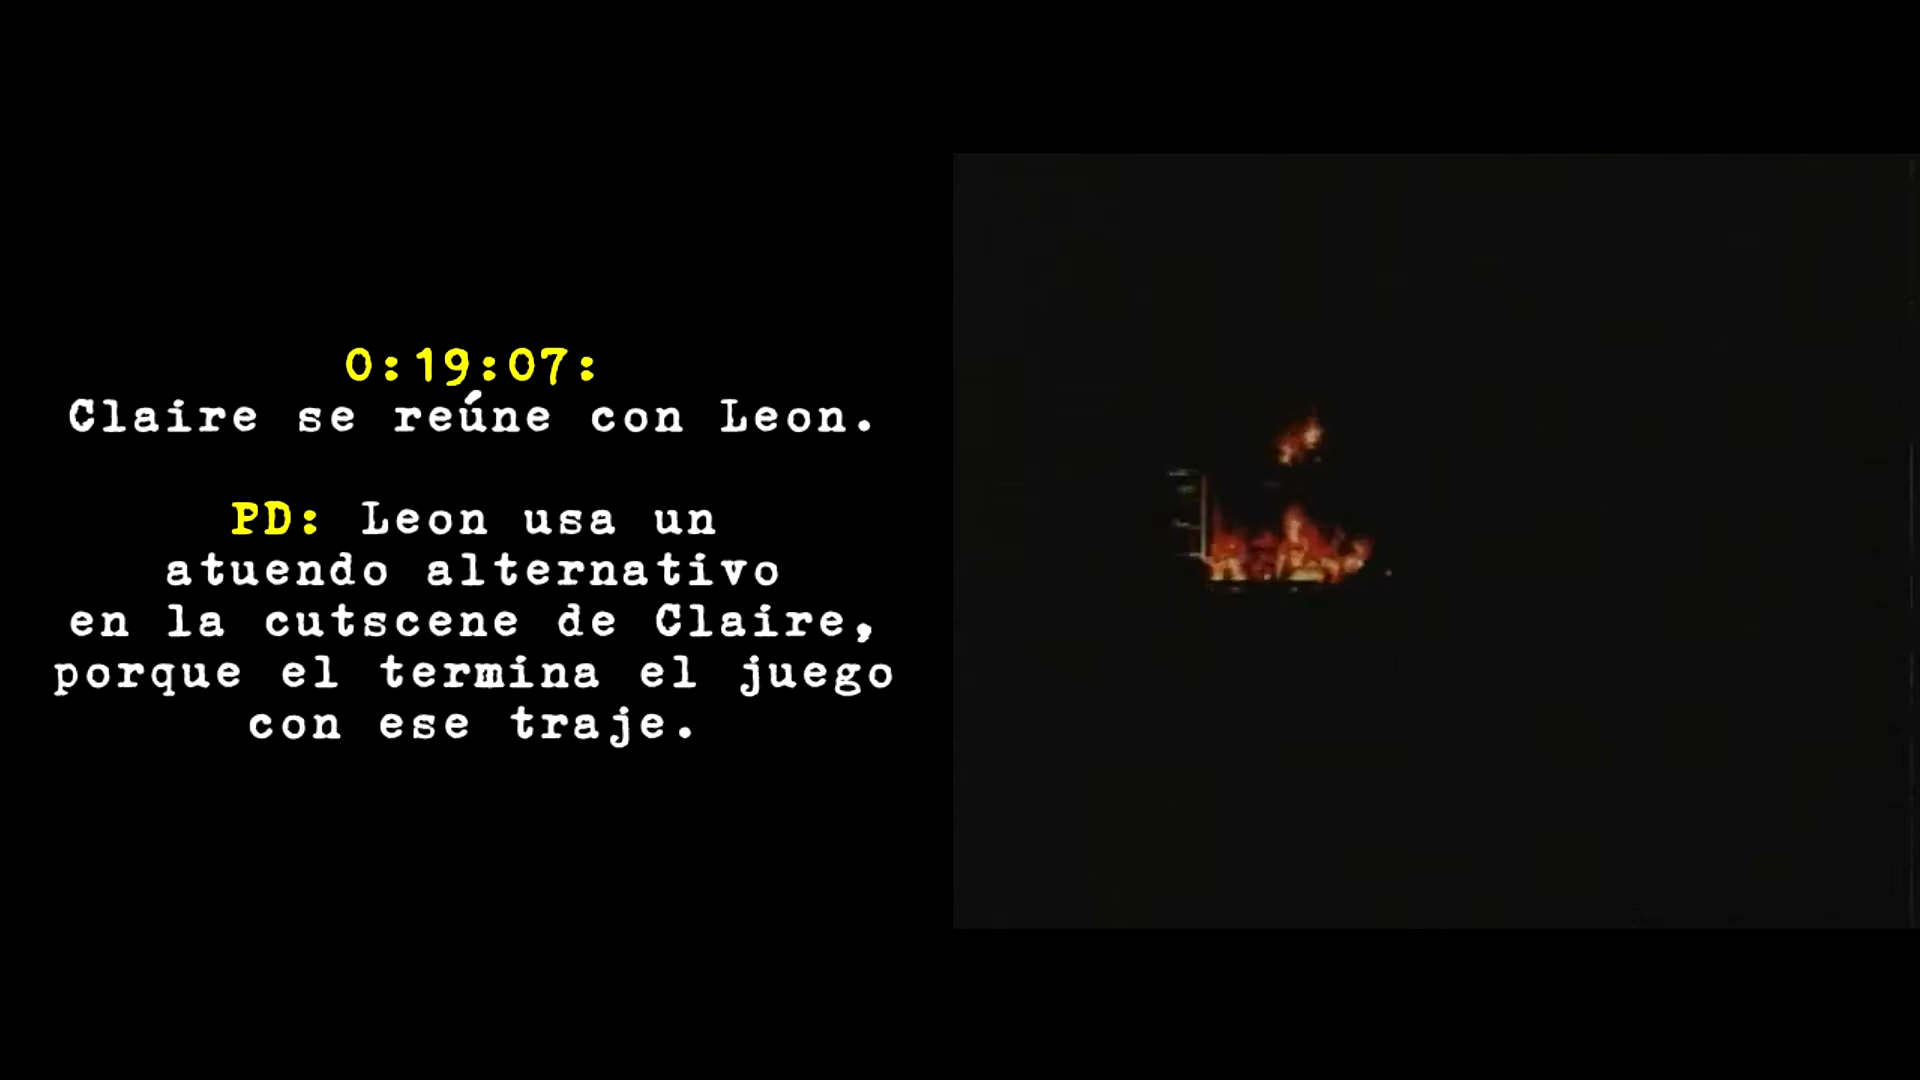 0:19:07:
Claire se reúne con Leon.
PD: Leon usa un
atuendo alternativo
en la cutscene de Claire,
porque el termina el juego
con ese traje.